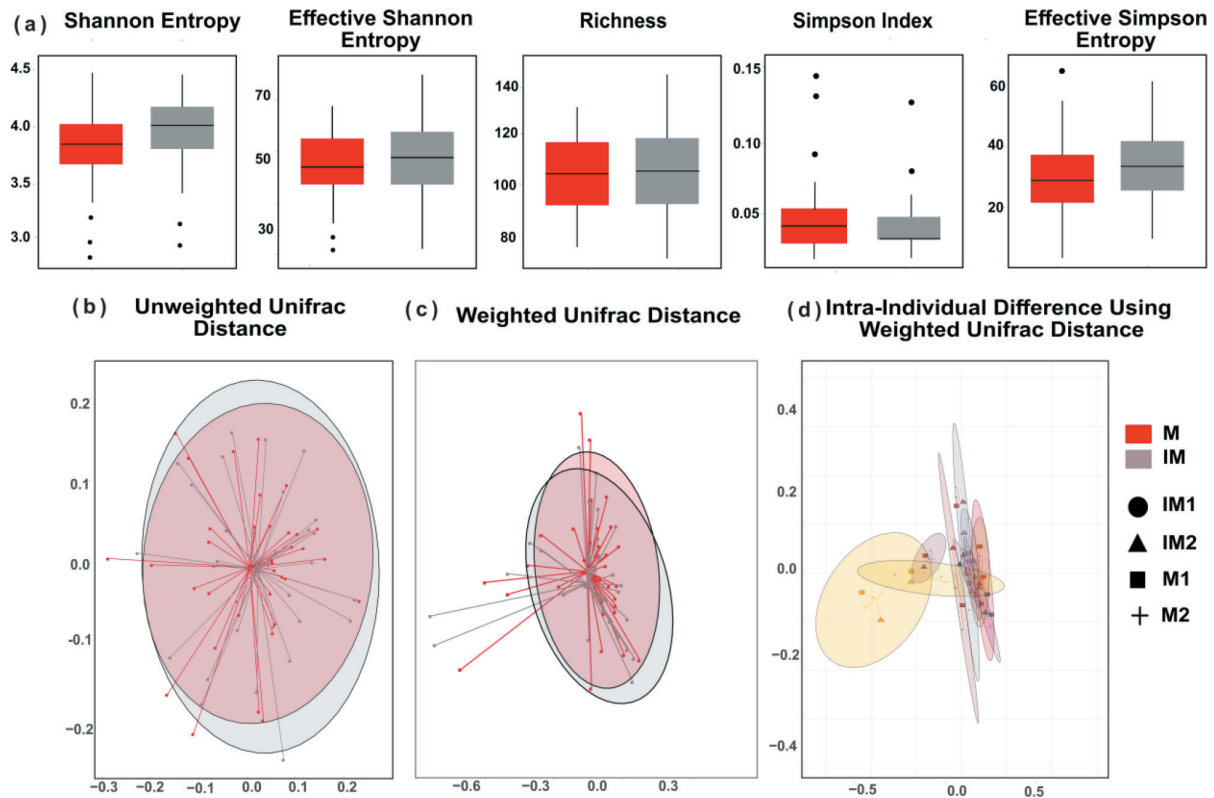 (a) Shannon Entropy
Effective Shannon
Entropy
Richness
Simpson Index
Effective Simpson
Entropy
4.5
4.0
3.5
3.0
70
50
30
140
120
100
80
0.15
0.10
0.05
60
40
20
(b) Unweighted Unifrac
Distance
(c) Weighted Unifrac Distance
(d) Intra-Individual Difference Using
Weighted Unifrac Distance
0.2
0.1
0.0
−0.1
−0.2
−0.3 −0.2 −0.1 0.0 0.1 0.2
−0.6 −0.3 0.0 0.3
0.4
0.2
0.0
−0.2
−0.4
−0.5 0.0 0.5
M
IM
IM1
IM2
M1
M2